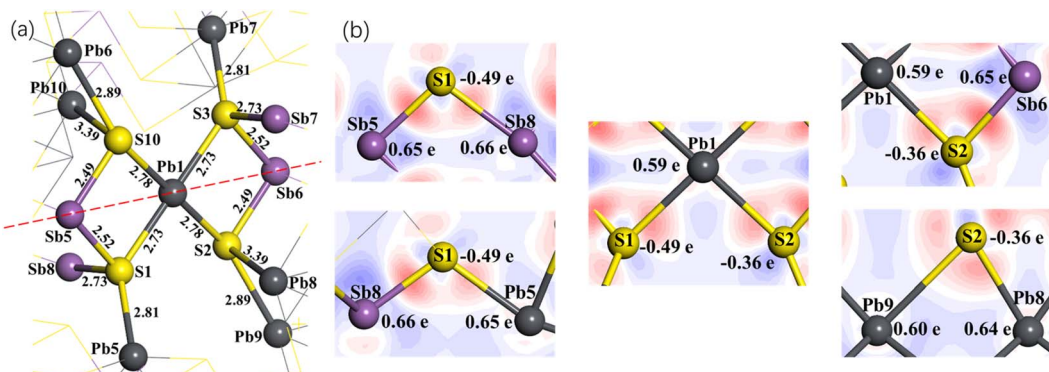 (a)
Pb7
Pb6
2.81
Pb10
2.89
S3
2.73
Sb7
3.39
S10
2.52
Pb1
2.73
Sb6
2.49
2.78
2.49
Sb5
2.78
2.52
2.73
S2
3.39
Sb8
2.73
S1
Pb8
2.81
2.89
Pb9
Pb5
(b)
S1
-0.49 e
Sb5
Sb8
0.65 e
0.66 e
S1
-0.49 e
Sb8
Pb5
0.66 e
0.65 e
Pb1
0.59 e
S1
S2
-0.49 e
-0.36 e
0.59 e
0.65 e
Pb1
Sb6
S2
-0.36 e
S2
-0.36 e
Pb9
Pb8
0.60 e
0.64 e